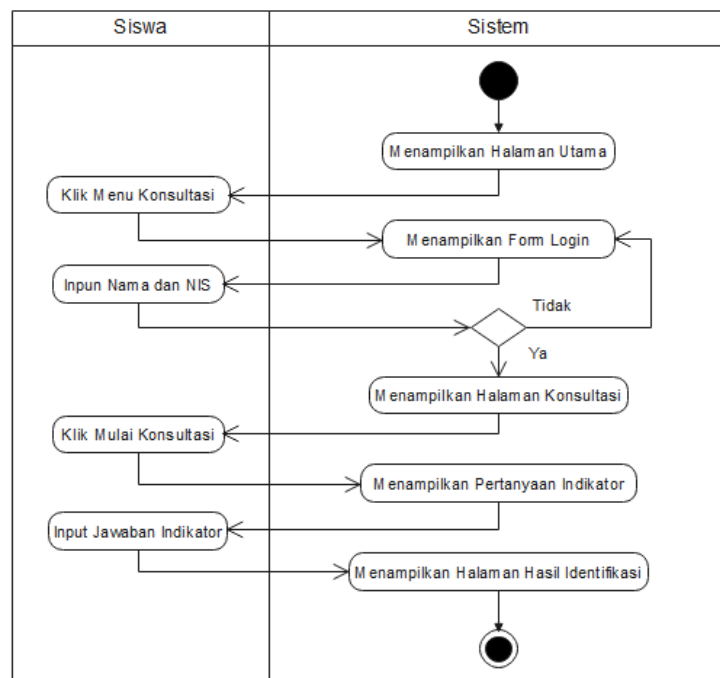 Siswa
Sistem
Menampilkan Halaman Utama
Klik Menu Konsultasi
Menampilkan Form Login
Inpun Nama dan NIS
Tidak
Ya
Menampilkan Halaman Konsultasi
Klik Mulai Konsultasi
Menampilkan Pertanyaan Indikator
Input Jawaban Indikator
Menampilkan Halaman Hasil Identifikasi